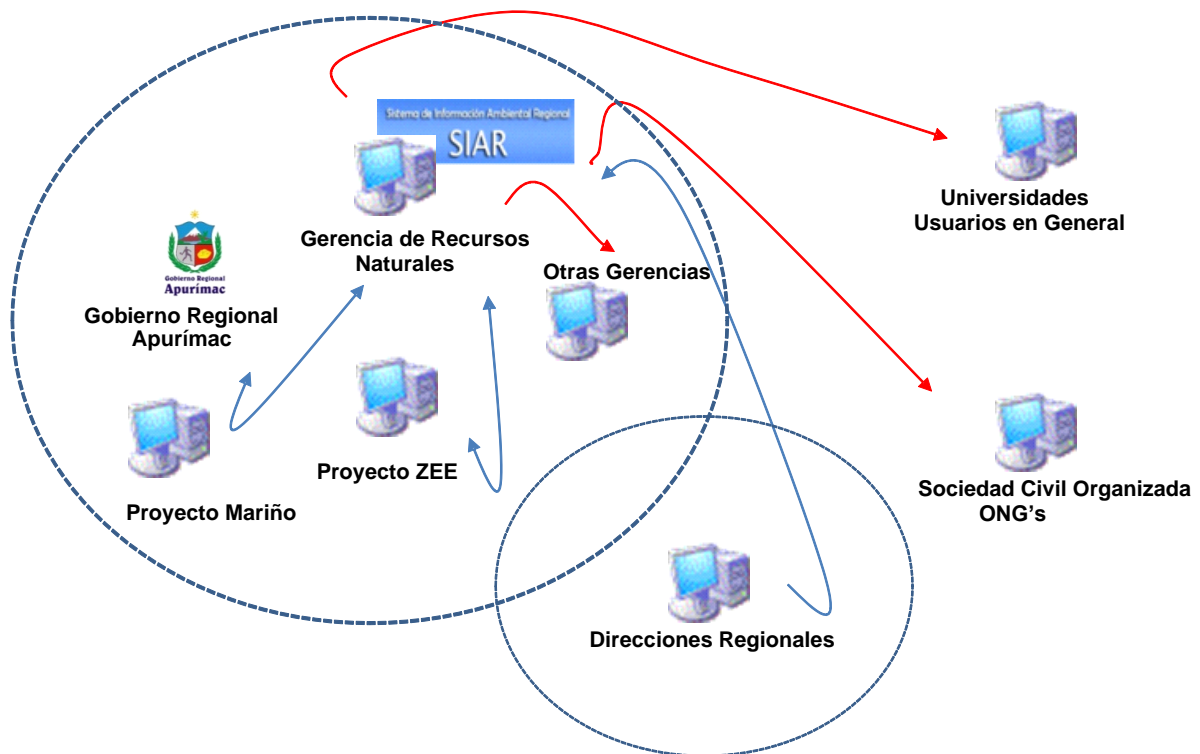 Sistema de Información Ambiental Regional
SIAR
Universidades
Usuarios en General
Gerencia de Recursos
Naturales
Otras Gerencias
Gobierno Regional
Apurímac
Gobierno Regional
Apurímac
Proyecto ZEE
Proyecto Mariño
Sociedad Civil Organizada
ONG's
Direcciones Regionales